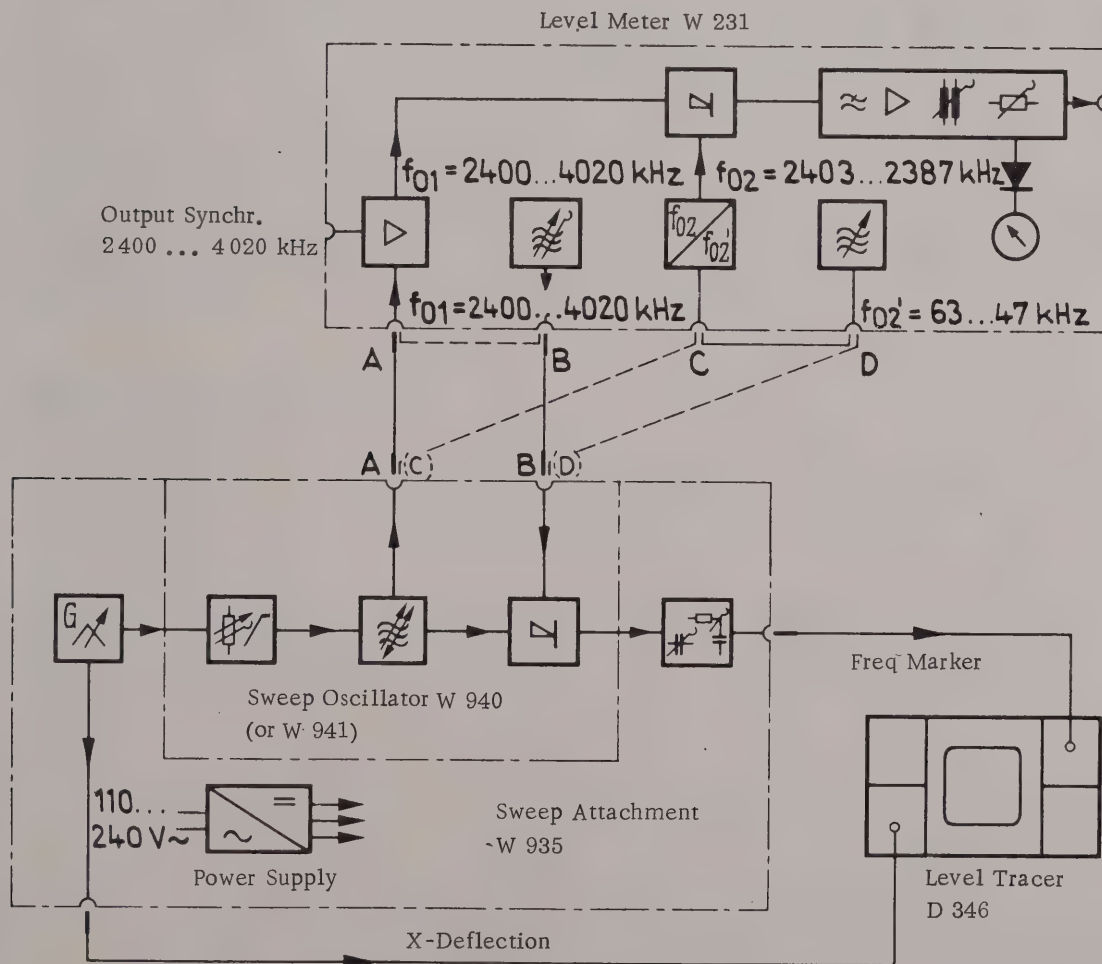 Level Meter W 231
f01 = 2400...4020 kHz
f02 = 2403...2387 kHz
Output Synchr.
2400 ... 4020 kHz
f02
f02'
f01 = 2400...4020 kHz
f02' = 63...47 kHz
A
B
C
D
A (C)
B (D)
G
Freq Marker
Sweep Oscillator W 940
(or W 941)
110...
240 V~
=
~
Sweep Attachment
W 935
Power Supply
Level Tracer
D 346
X-Deflection